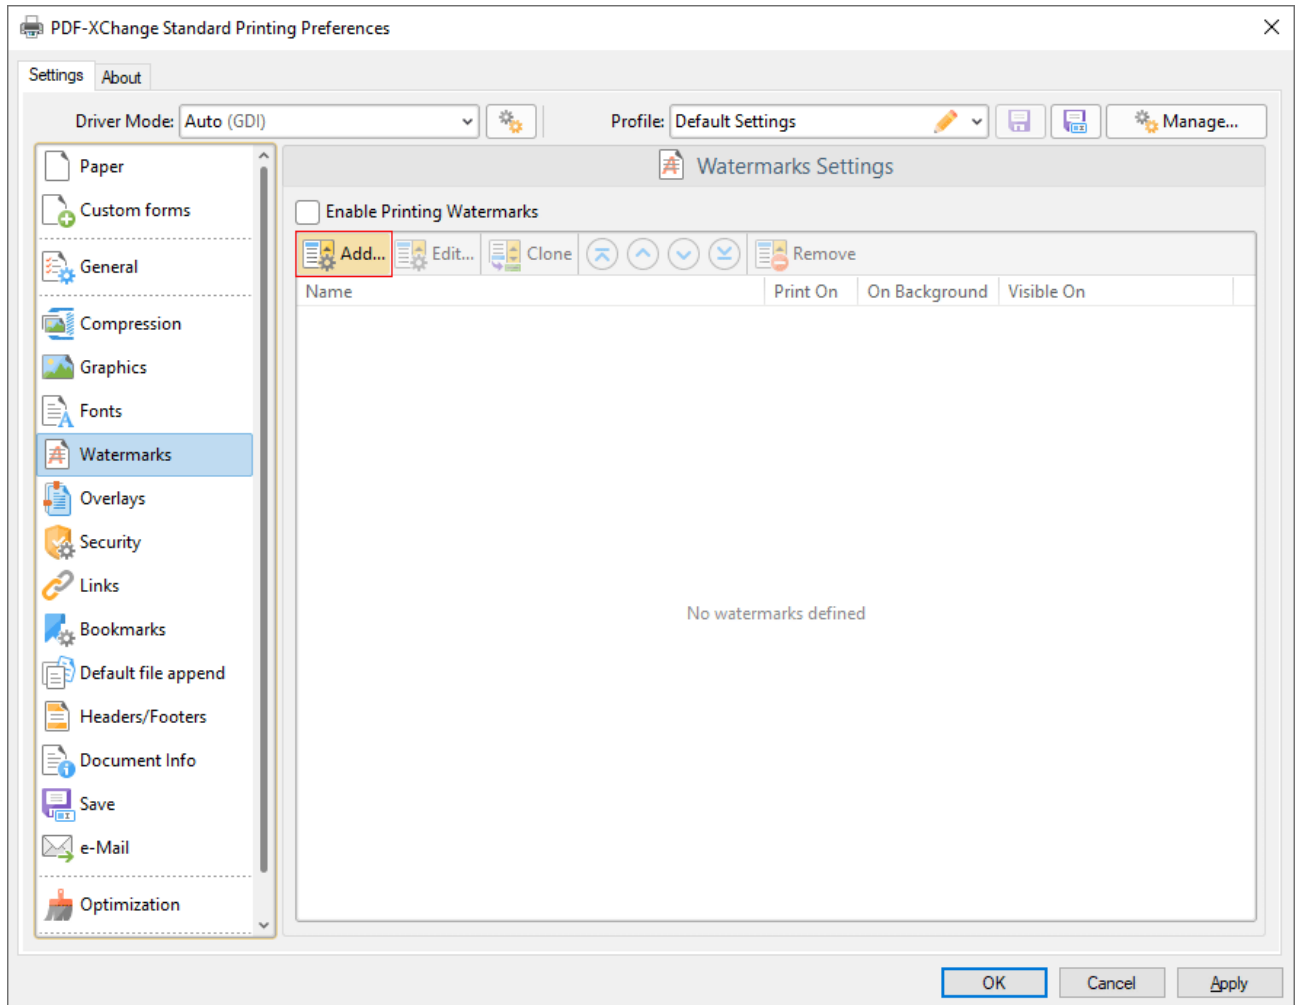 PDF-XChange Standard Printing Preferences
Settings About
Driver Mode: Auto (GDI) Profile: Default Settings Manage...
Paper
Custom forms
General
Compression
Graphics
Fonts
Watermarks
Overlays
Security
Links
Bookmarks
Default file append
Headers/Footers
Document Info
Save
e-Mail
Optimization
Watermarks Settings
Enable Printing Watermarks
Add... Edit... Clone Remove
Name Print On On Background Visible On
No watermarks defined
OK Cancel Apply